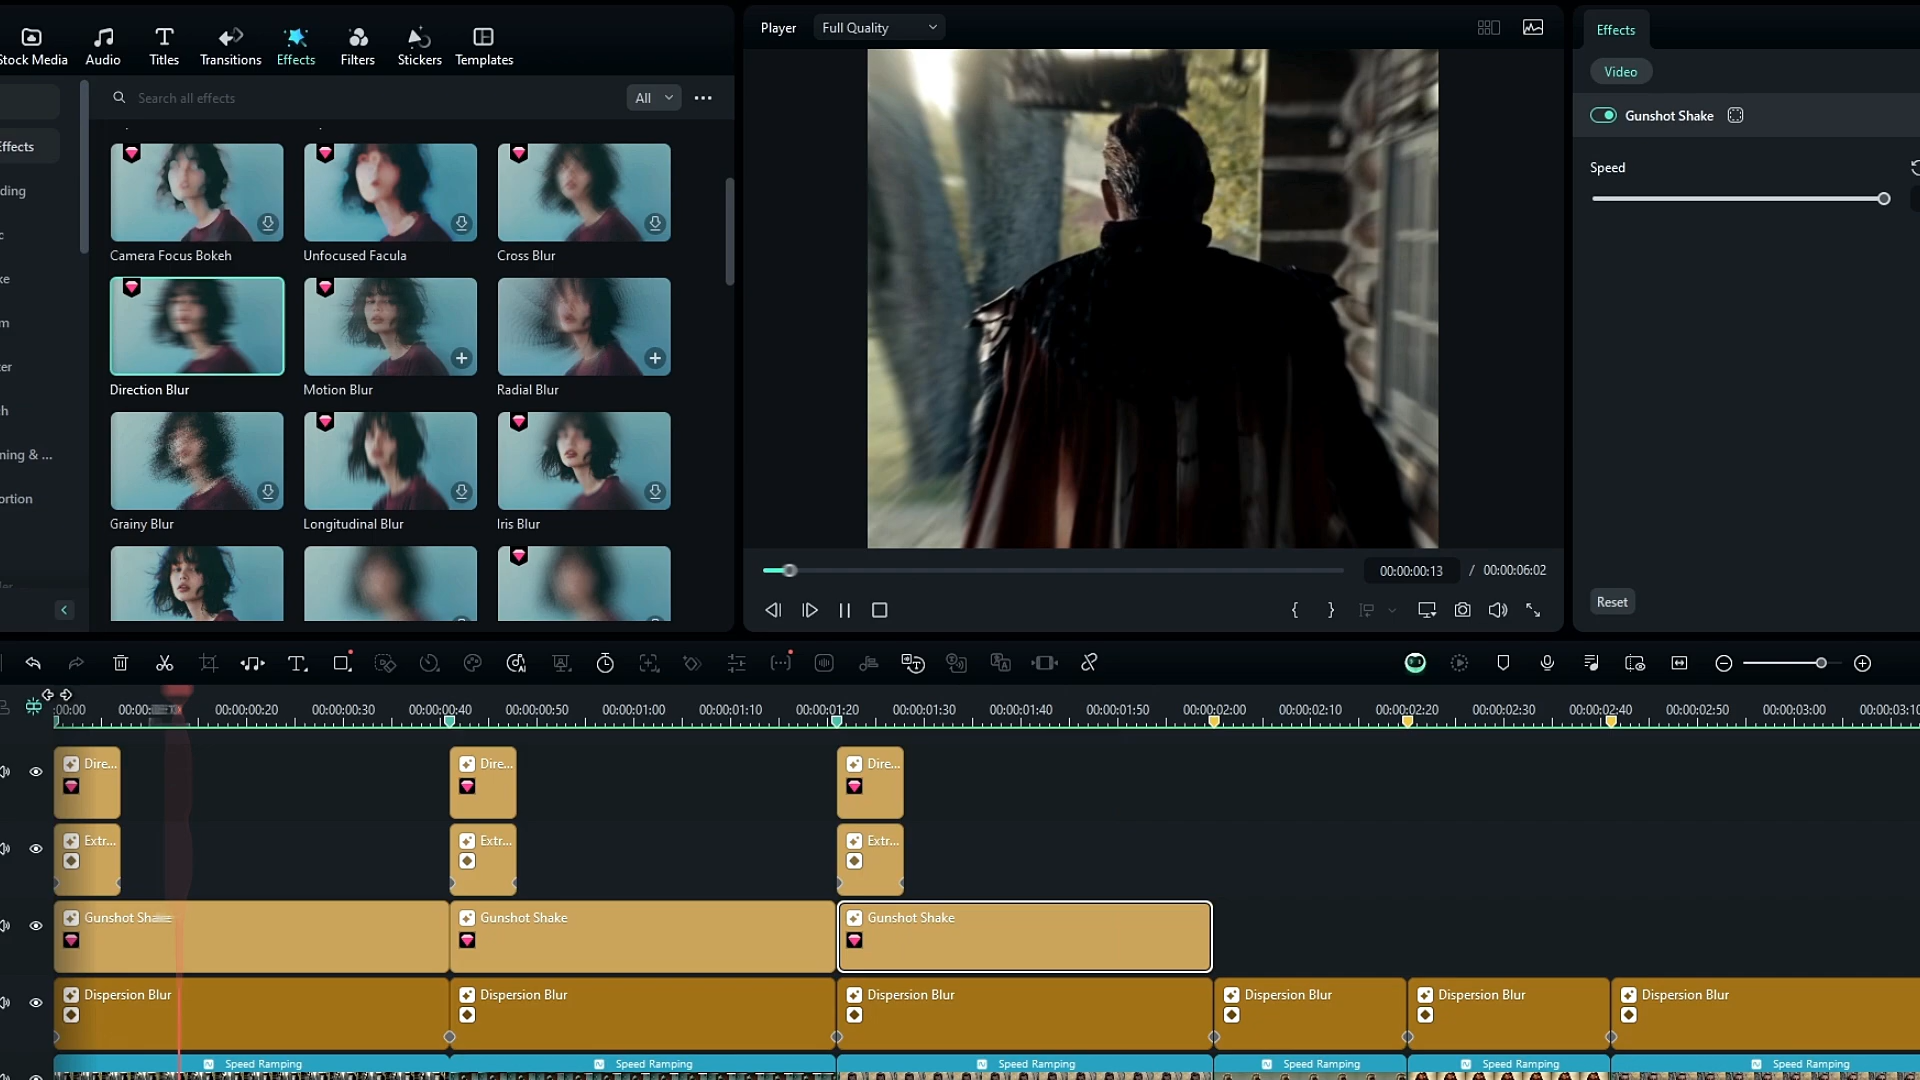 Stock Media
Audio
Titles
Transitions
Effects
Filters
Stickers
Templates
Search all effects
All
Effects
ding
c
ke
m
er
h
ning & ...
ortion
Camera Focus Bokeh
Unfocused Facula
Cross Blur
Direction Blur
Motion Blur
Radial Blur
Grainy Blur
Longitudinal Blur
Iris Blur
Player
Full Quality
00:00:00:13 / 00:00:06:02
Effects
Video
Gunshot Shake
Speed
Reset
:00:00
00:00:00:20
00:00:00:30
00:00:00:40
00:00:00:50
00:00:01:00
00:00:01:10
00:00:01:20
00:00:01:30
00:00:01:40
00:00:01:50
00:00:02:00
00:00:02:10
00:00:02:20
00:00:02:30
00:00:02:40
00:00:02:50
00:00:03:00
00:00:03:10
Dire...
Dire...
Dire...
Extr...
Extr...
Extr...
Gunshot Shake
Gunshot Shake
Gunshot Shake
Dispersion Blur
Dispersion Blur
Dispersion Blur
Dispersion Blur
Dispersion Blur
Dispersion Blur
Speed Ramping
Speed Ramping
Speed Ramping
Speed Ramping
Speed Ramping
Speed Ramping